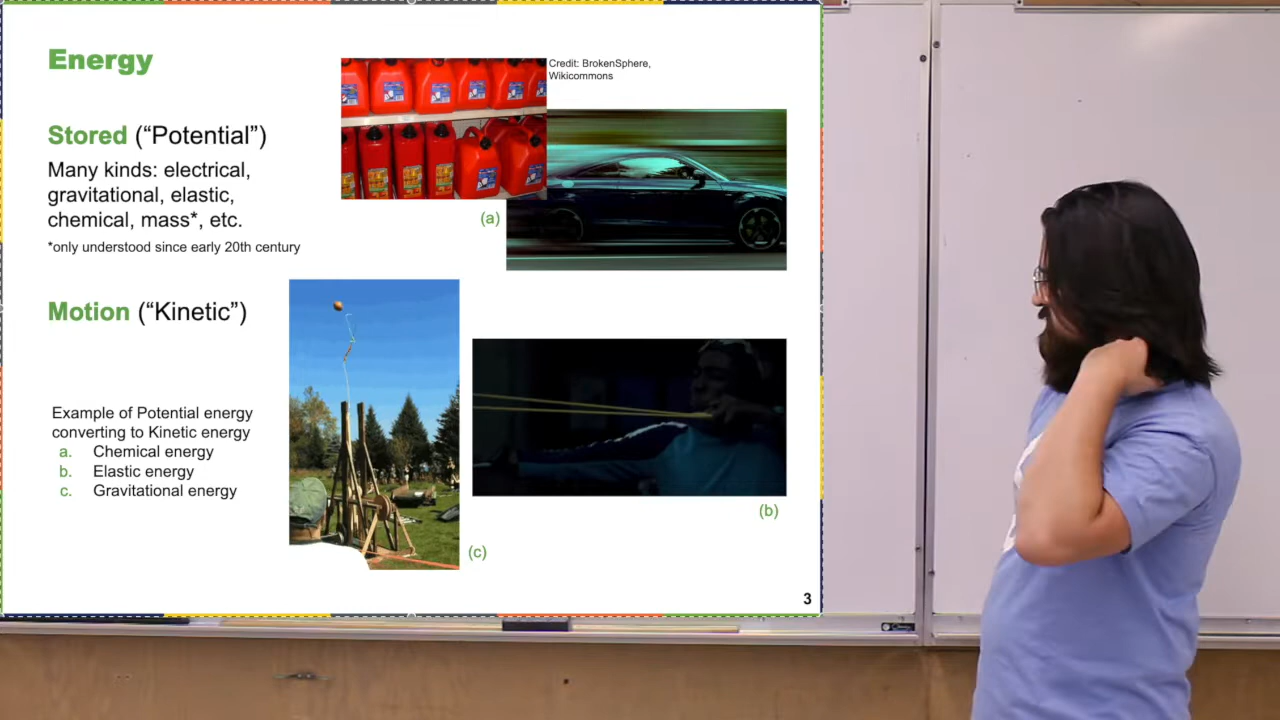 Energy
Credit: BrokenSphere,
Wikicommons
Stored (“Potential”)
Many kinds: electrical,
gravitational, elastic,
chemical, mass*, etc.
*only understood since early 20th century
(a)
Motion (“Kinetic”)
Example of Potential energy
converting to Kinetic energy
a. Chemical energy
b. Elastic energy
c. Gravitational energy
(b)
(c)
3